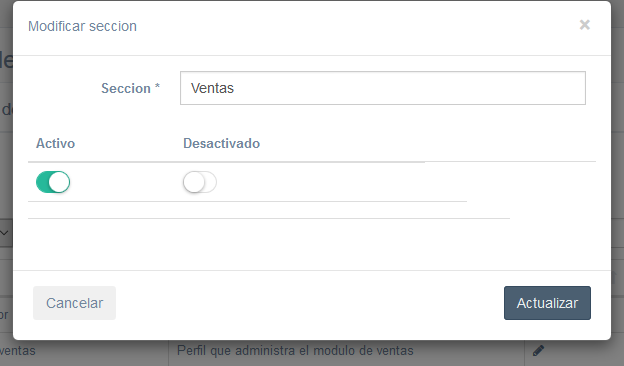 Modificar seccion ×
Seccion * Ventas
Activo Desactivado
Cancelar Actualizar
ventas Perfil que administra el modulo de ventas